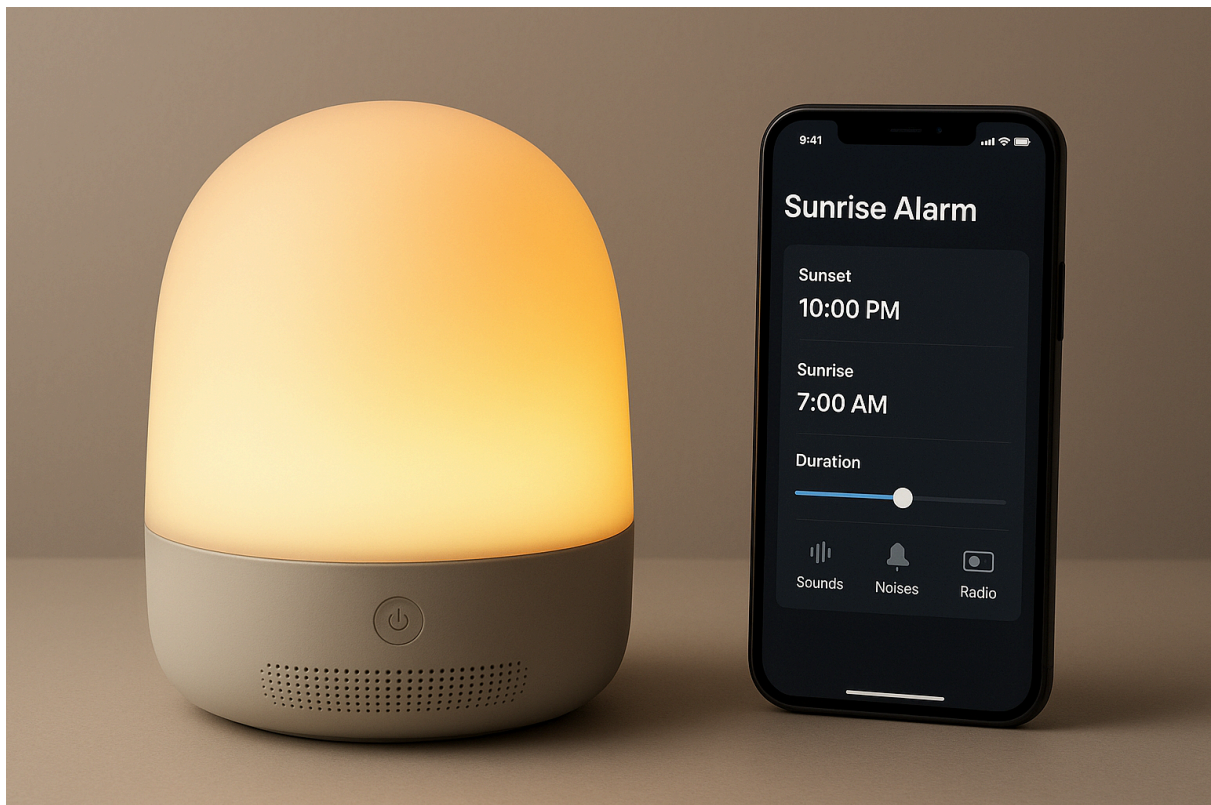 9:41
Sunrise Alarm
Sunset
10:00 PM
Sunrise
7:00 AM
Duration
Sounds Noises Radio